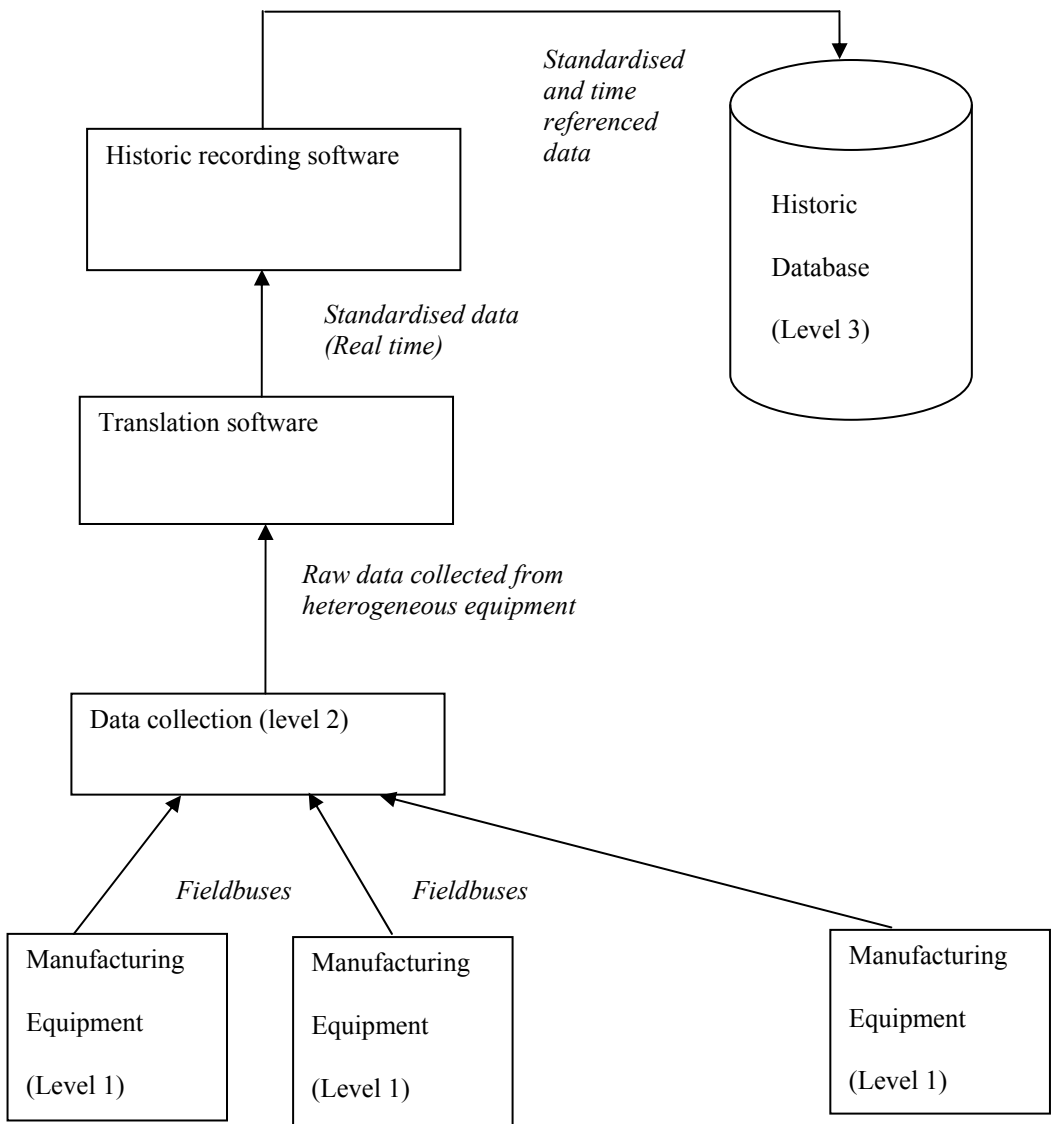 Standardised
and time
referenced
data
Historic recording software
Historic
Database
(Level 3)
Standardised data
(Real time)
Translation software
Raw data collected from
heterogeneous equipment
Data collection (level 2)
Fieldbuses
Fieldbuses
Manufacturing
Equipment
(Level 1)
Manufacturing
Equipment
(Level 1)
Manufacturing
Equipment
(Level 1)